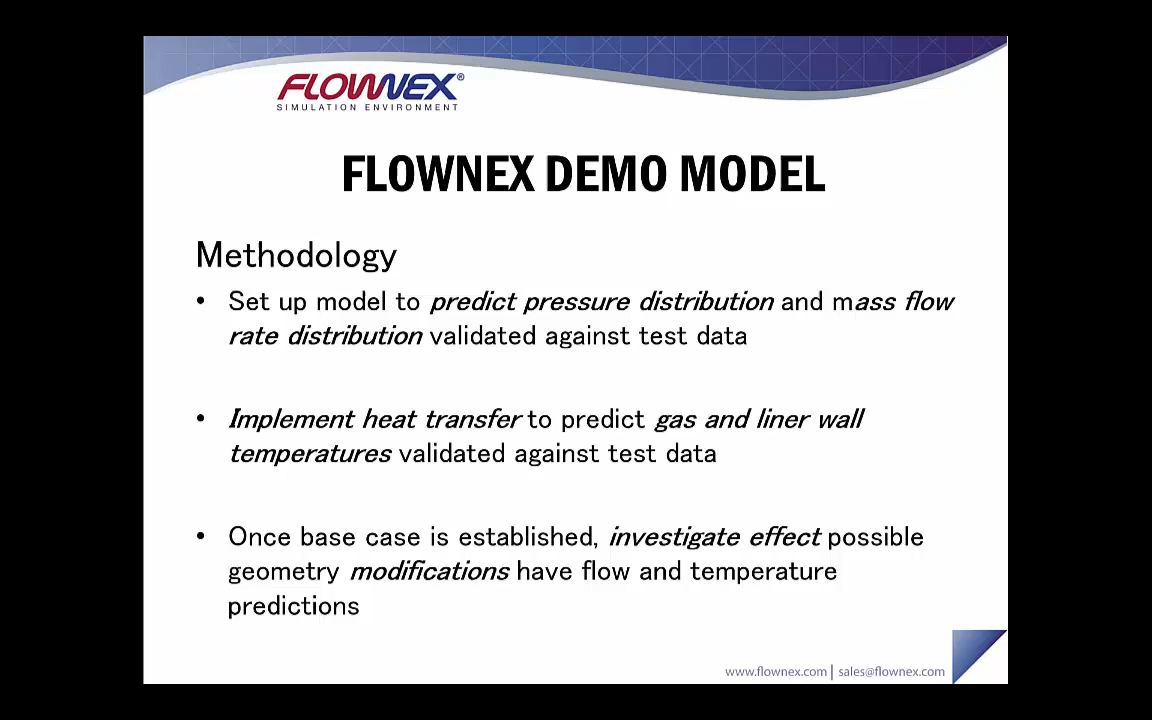 FLOWNEX®
SIMULATION ENVIRONMENT
FLOWNEX DEMO MODEL
Methodology
• Set up model to predict pressure distribution and mass flow
rate distribution validated against test data
• Implement heat transfer to predict gas and liner wall
temperatures validated against test data
• Once base case is established, investigate effect possible
geometry modifications have flow and temperature
predictions
www.flownex.com | sales@flownex.com